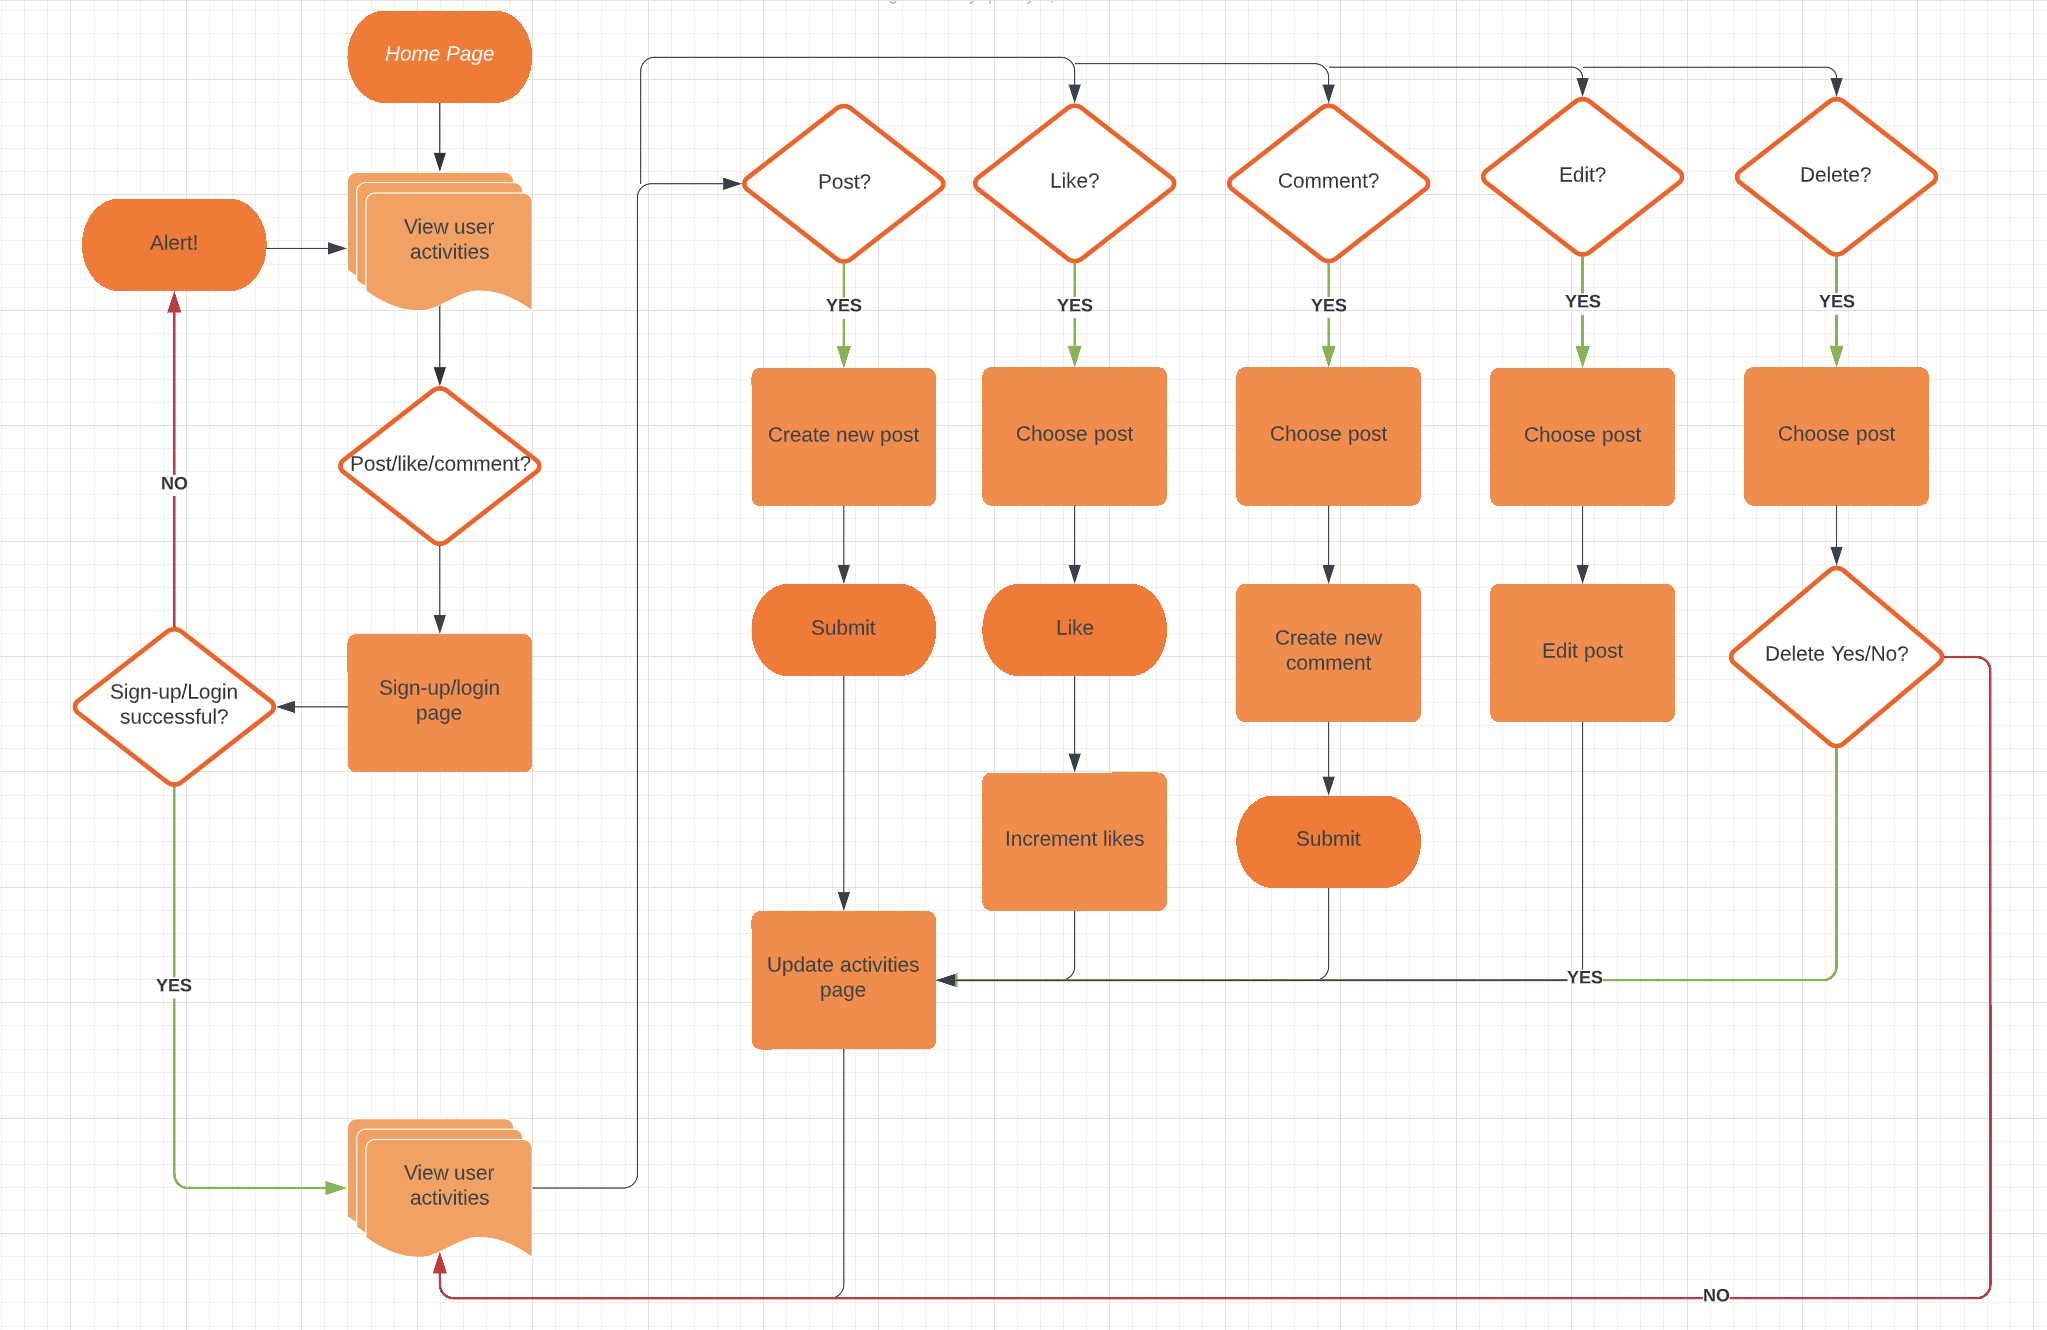 Home Page
Alert!
View user
activities
Post?
Like?
Comment?
Edit?
Delete?
YES
YES
YES
YES
YES
Post/like/comment?
NO
Create new post
Choose post
Choose post
Choose post
Choose post
Sign-up/Login
successful?
Sign-up/login
page
Submit
Like
Create new
comment
Edit post
Delete Yes/No?
Increment likes
Submit
Update activities
page
YES
YES
View user
activities
NO